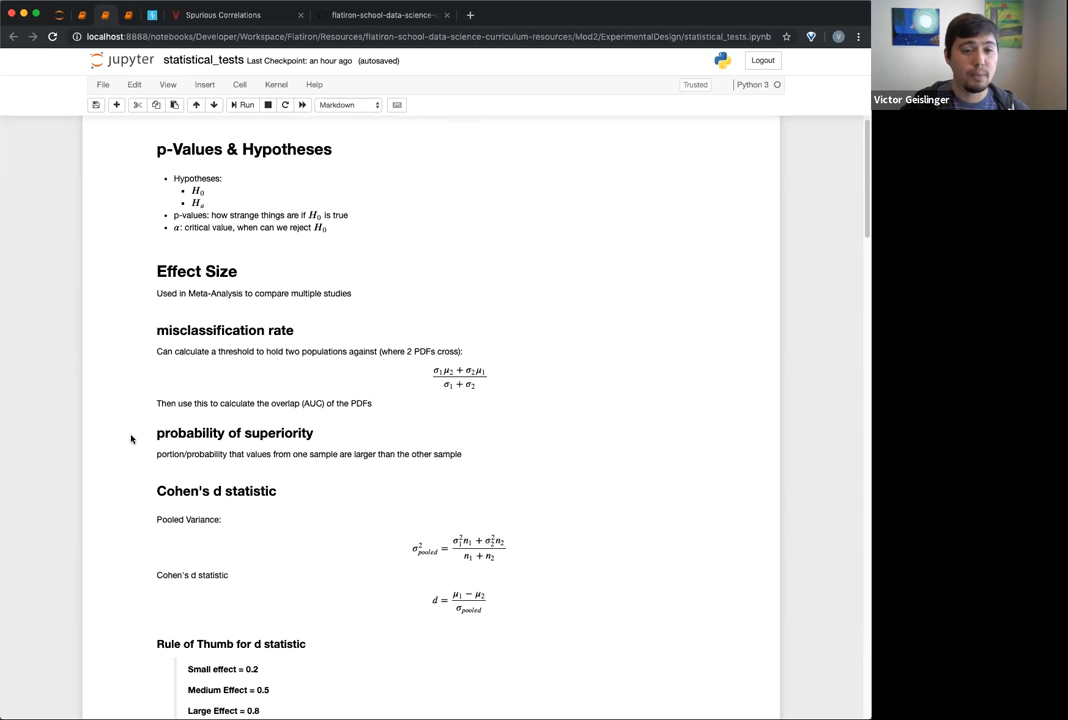 Spurious Correlations
flatiron-school-data-science-
localhost:8888/notebooks/Developer/Workspace/Flatiron/Resources/flatiron-school-data-science-curriculum-resources/Mod2/ExperimentalDesign/statistical_tests.ipynb
V
jupyter statistical_tests Last Checkpoint: an hour ago (autosaved)
Logout
File Edit View Insert Cell Kernel Help
Trusted
Python 3
Run
Markdown
Victor Geislinger
p-Values & Hypotheses
Hypotheses:
H₀
Hₐ
p-values: how strange things are if H₀ is true
α: critical value, when can we reject H₀
Effect Size
Used in Meta-Analysis to compare multiple studies
misclassification rate
Can calculate a threshold to hold two populations against (where 2 PDFs cross):
σ₁μ₂ + σ₂μ₁
σ₁ + σ₂
Then use this to calculate the overlap (AUC) of the PDFs
probability of superiority
portion/probability that values from one sample are larger than the other sample
Cohen's d statistic
Pooled Variance:
σ²pooled = σ₁²n₁ + σ₂²n₂
n₁ + n₂
Cohen's d statistic
d = μ₁ − μ₂
σpooled
Rule of Thumb for d statistic
Small effect = 0.2
Medium Effect = 0.5
Large Effect = 0.8